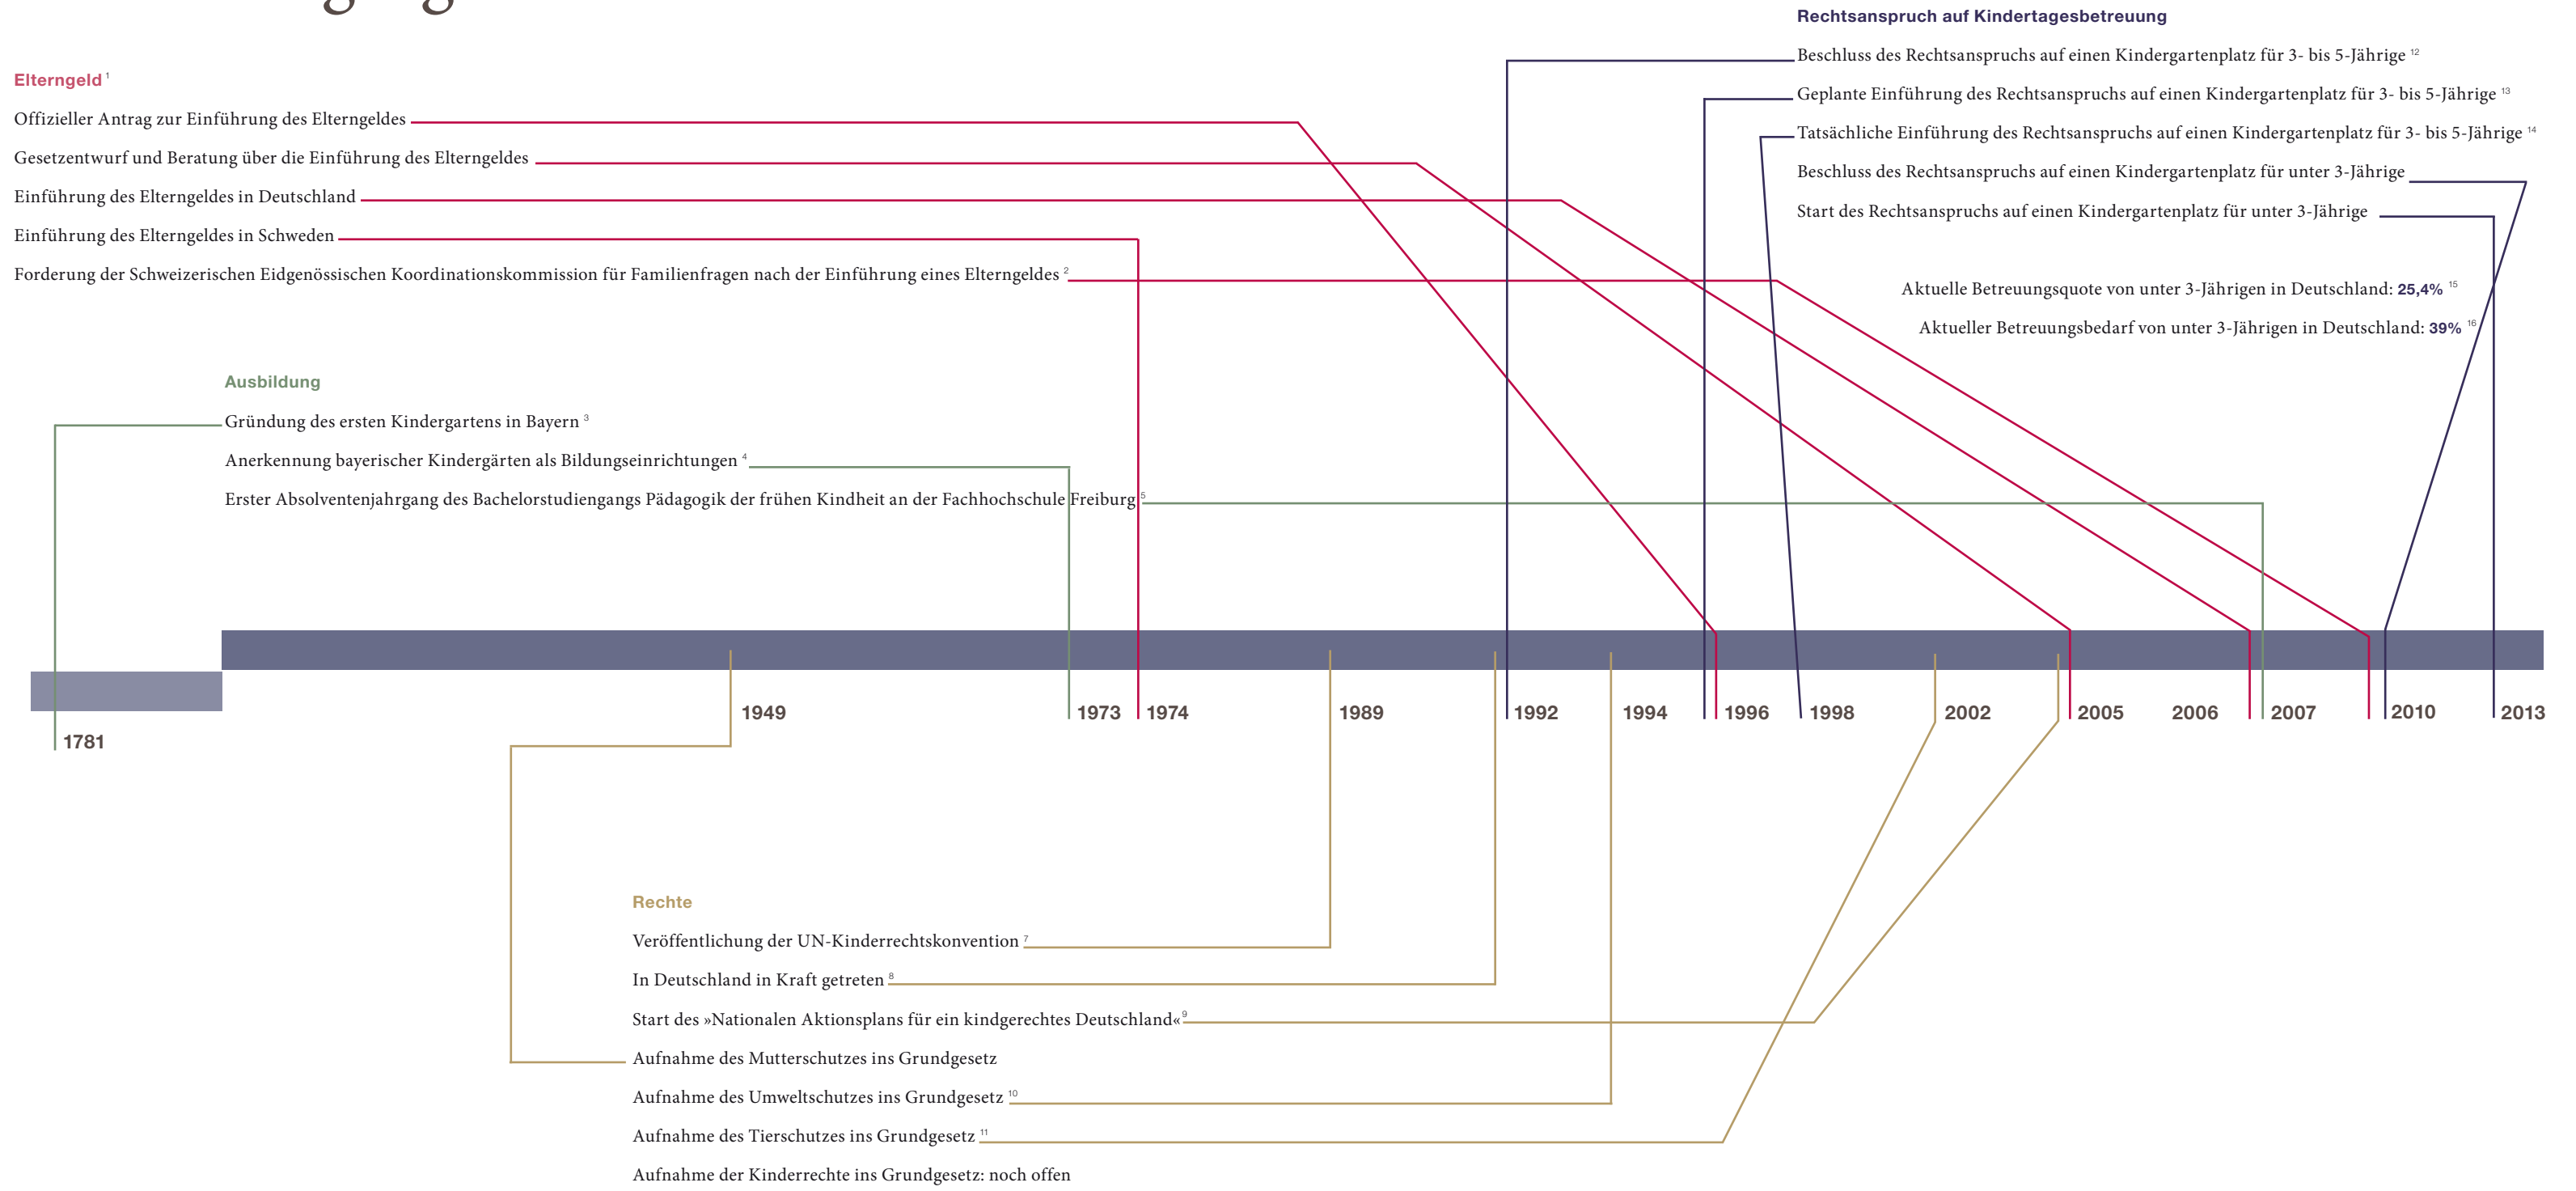 Elterngeld 1
Offizieller Antrag zur Einführung des Elterngeldes
Gesetzentwurf und Beratung über die Einführung des Elterngeldes
Einführung des Elterngeldes in Deutschland
Einführung des Elterngeldes in Schweden
Forderung der Schweizerischen Eidgenössischen Koordinationskommission für Familienfragen nach der Einführung eines Elterngeldes 2
Rechtsanspruch auf Kindertagesbetreuung
Beschluss des Rechtsanspruchs auf einen Kindergartenplatz für 3- bis 5-Jährige 12
Geplante Einführung des Rechtsanspruchs auf einen Kindergartenplatz für 3- bis 5-Jährige 13
Tatsächliche Einführung des Rechtsanspruchs auf einen Kindergartenplatz für 3- bis 5-Jährige 14
Beschluss des Rechtsanspruchs auf einen Kindergartenplatz für unter 3-Jährige
Start des Rechtsanspruchs auf einen Kindergartenplatz für unter 3-Jährige
Aktuelle Betreuungsquote von unter 3-Jährigen in Deutschland: 25,4% 15
Aktueller Betreuungsbedarf von unter 3-Jährigen in Deutschland: 39% 16
Ausbildung
Gründung des ersten Kindergartens in Bayern 3
Anerkennung bayerischer Kindergärten als Bildungseinrichtungen 4
Erster Absolventenjahrgang des Bachelorstudiengangs Pädagogik der frühen Kindheit an der Fachhochschule Freiburg 5
1781
1949
1973
1974
1989
1992
1994
1996
1998
2002
2005
2006
2007
2010
2013
Rechte
Veröffentlichung der UN-Kinderrechtskonvention 7
In Deutschland in Kraft getreten 8
Start des »Nationalen Aktionsplans für ein kindgerechtes Deutschland« 9
Aufnahme des Mutterschutzes ins Grundgesetz
Aufnahme des Umweltschutzes ins Grundgesetz 10
Aufnahme des Tierschutzes ins Grundgesetz 11
Aufnahme der Kinderrechte ins Grundgesetz: noch offen